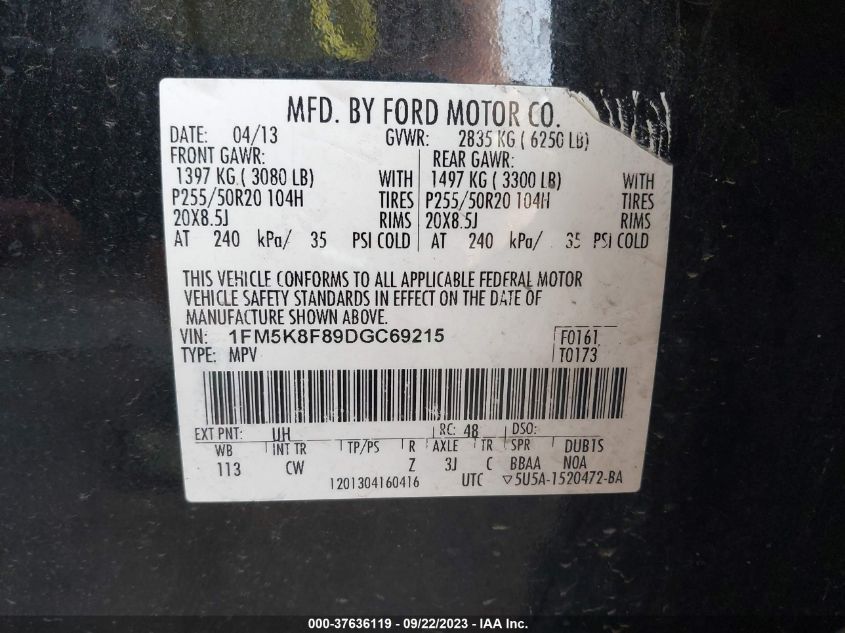 MFD. BY FORD MOTOR CO.
DATE: 04/13 GVWR: 2835 KG ( 6250 LB)
FRONT GAWR: REAR GAWR:
1397 KG ( 3080 LB) WITH 1497 KG ( 3300 LB) WITH
P255/50R20 104H TIRES P255/50R20 104H TIRES
20X8.5J RIMS 20X8.5J RIMS
AT 240 kPa/ 35 PSI COLD AT 240 kPa/ 35 PSI COLD
THIS VEHICLE CONFORMS TO ALL APPLICABLE FEDERAL MOTOR
VEHICLE SAFETY STANDARDS IN EFFECT ON THE DATE OF
MANUFACTURE SHOWN ABOVE.
VIN: 1FM5K8F89DGC69215 F0161
TYPE: MPV T0173
EXT PNT: UH RC: 48 DSO:
WB INT TR TP/PS R AXLE TR SPR DUBTS
113 CW Z 3J C BBAA NOA
1201304160416 UTC ▽5U5A-1520472-BA
000-37636119 - 09/22/2023 - IAA Inc.